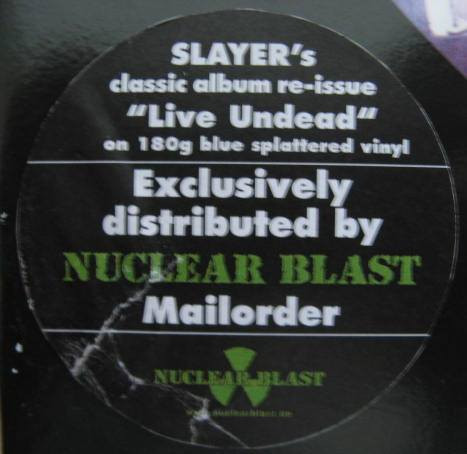 SLAYER's
classic album re-issue
"Live Undead"
on 180g blue splattered vinyl
Exclusively
distributed by
NUCLEAR BLAST
Mailorder
NUCLEAR BLAST